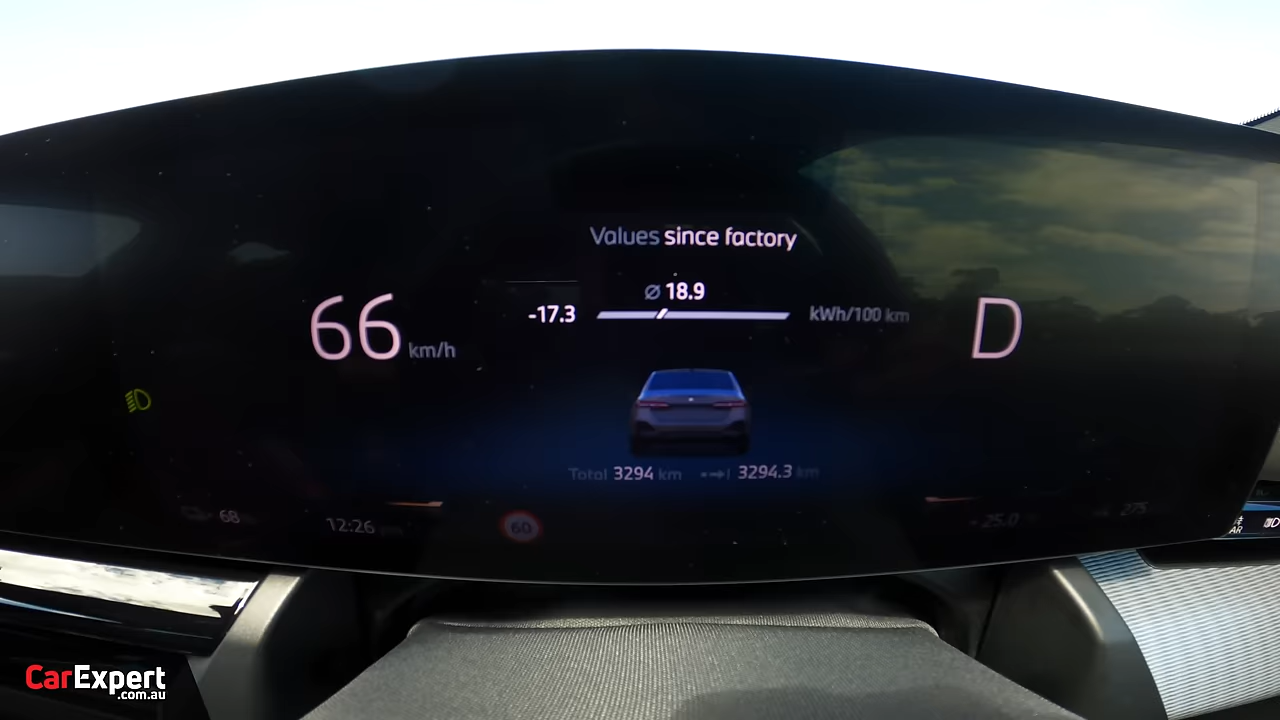 Values since factory
ø 18.9
-17.3 kWh/100 km
66 km/h
D
Total 3294 km 3294.3 km
68
12:26
60
25.0
275
CarExpert
.com.au